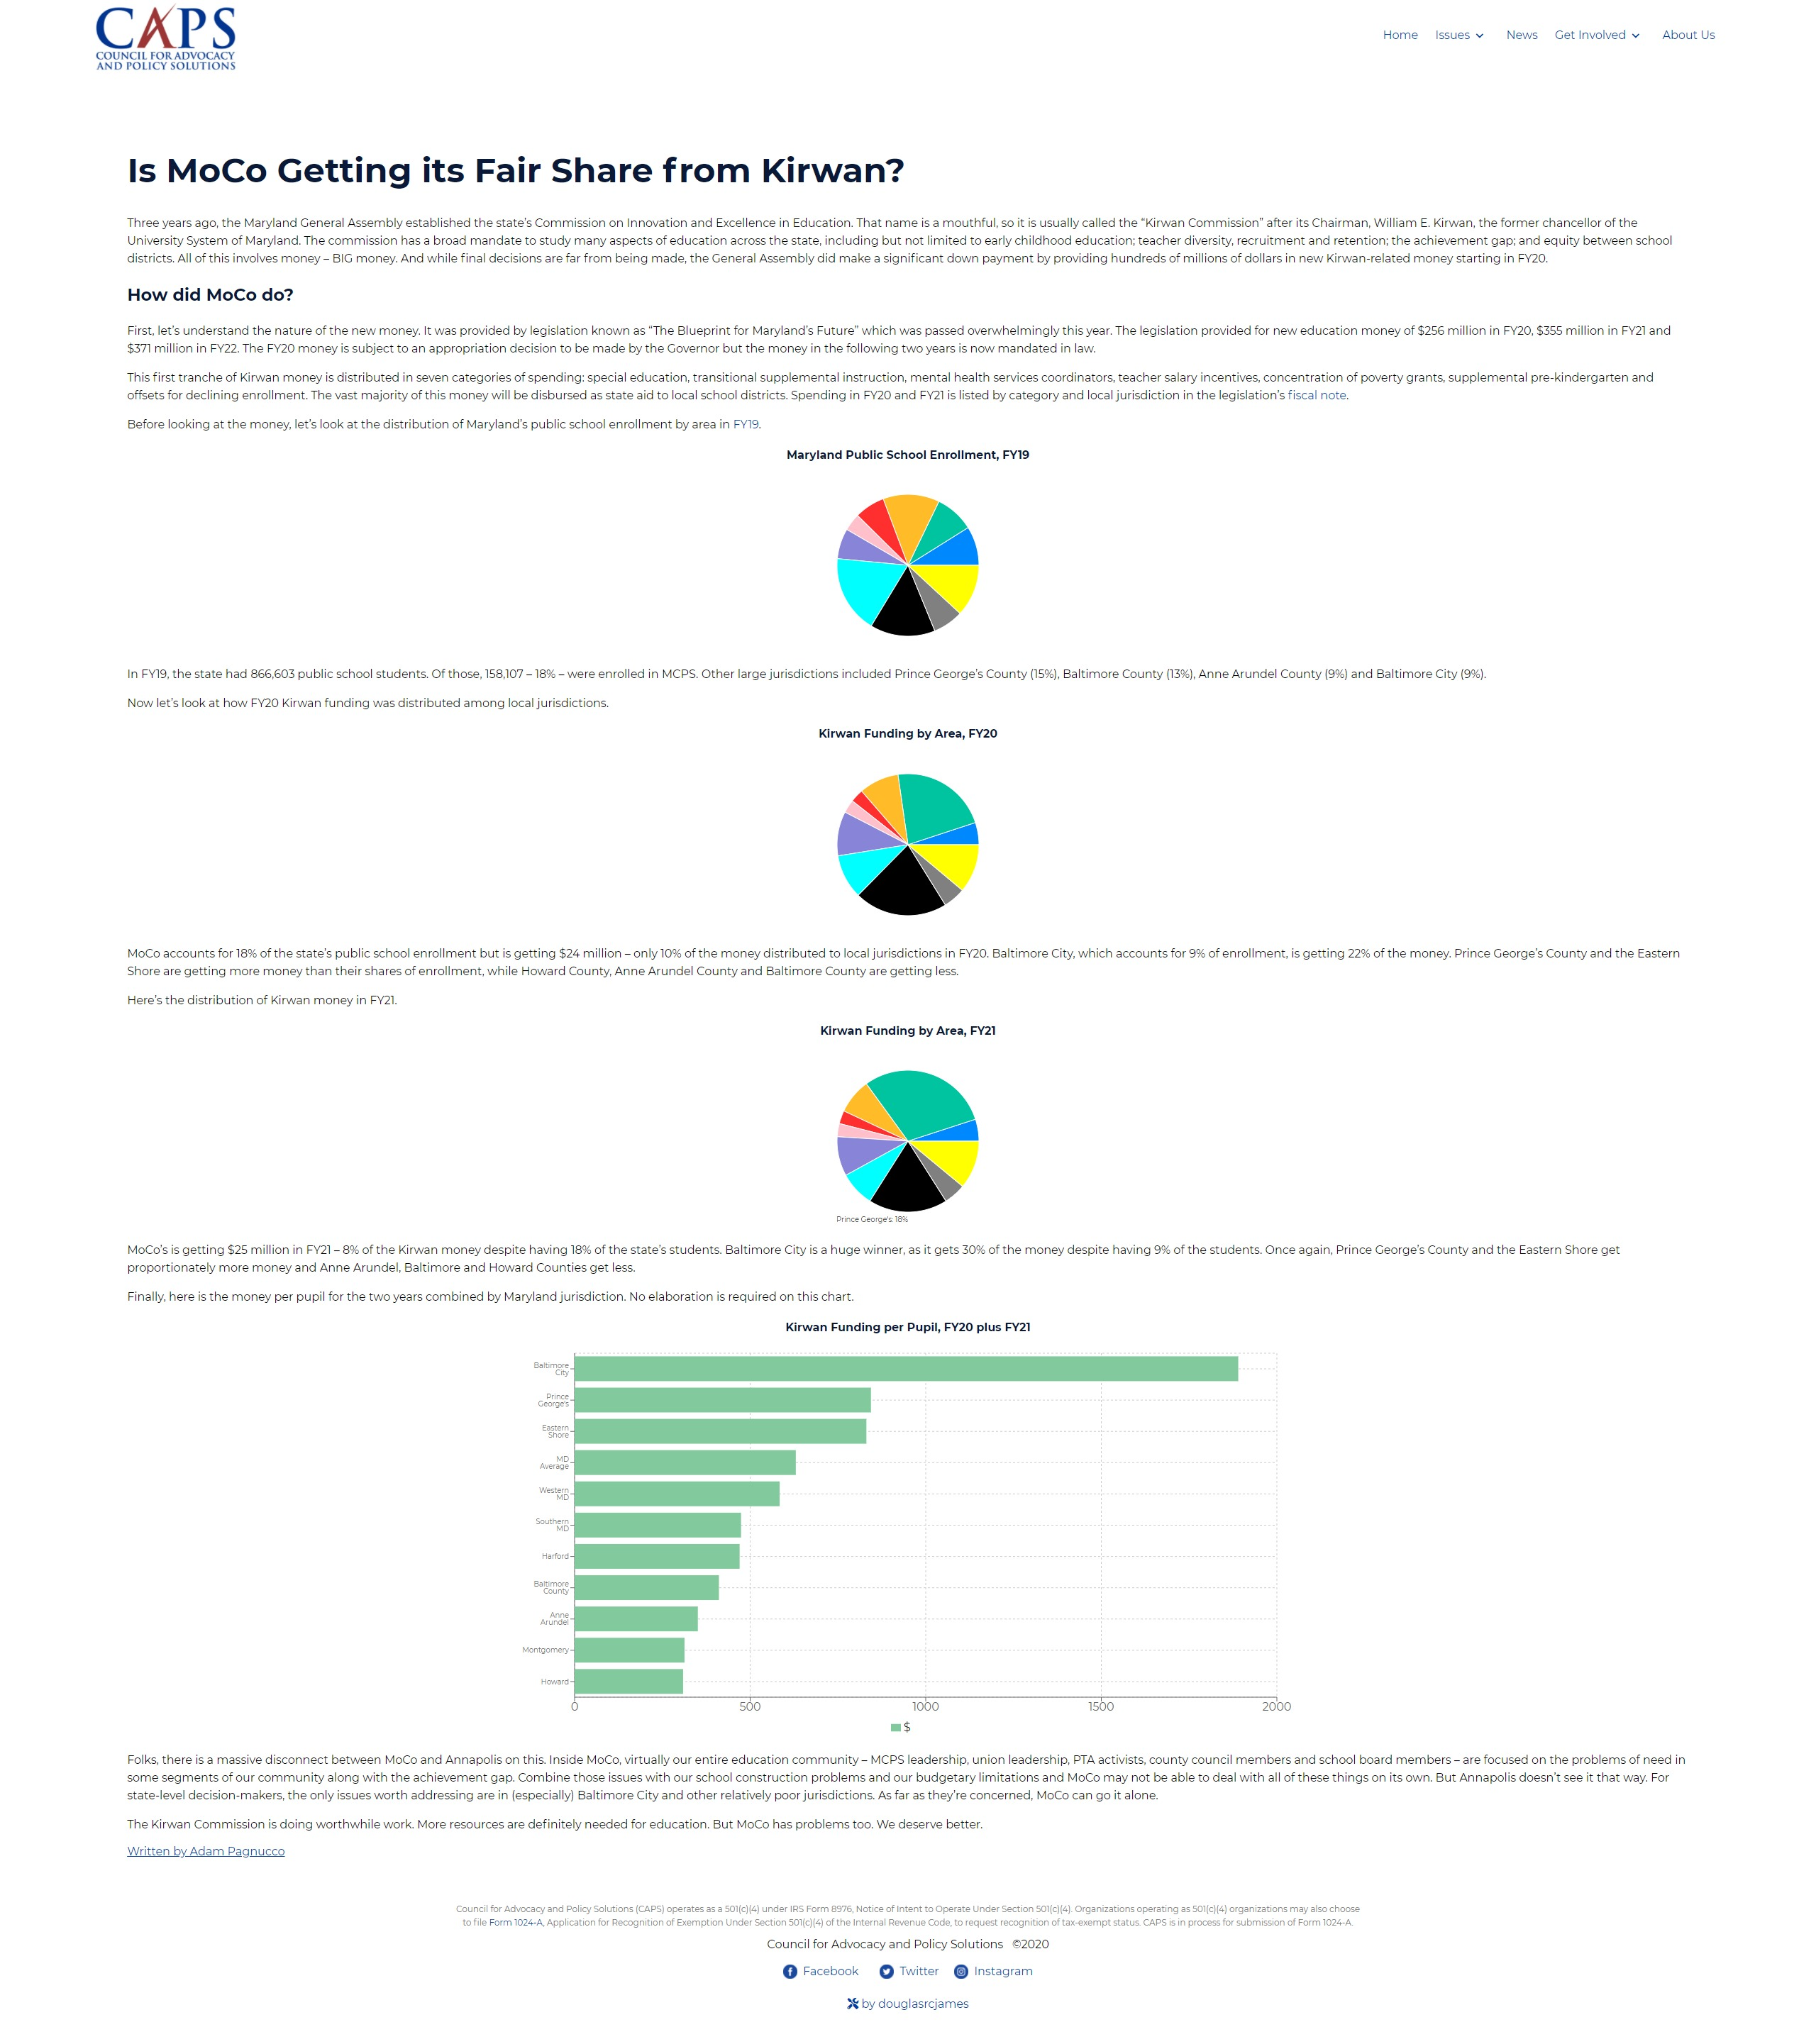 CAPS
COUNCIL FOR ADVOCACY
AND POLICY SOLUTIONS
Home Issues News Get Involved About Us
Is MoCo Getting its Fair Share from Kirwan?
Three years ago, the Maryland General Assembly established the state’s Commission on Innovation and Excellence in Education. That name is a mouthful, so it is usually called the “Kirwan Commission” after its Chairman, William E. Kirwan, the former chancellor of the
University System of Maryland. The commission has a broad mandate to study many aspects of education across the state, including but not limited to early childhood education; teacher diversity, recruitment and retention; the achievement gap; and equity between school
districts. All of this involves money – BIG money. And while final decisions are far from being made, the General Assembly did make a significant down payment by providing hundreds of millions of dollars in new Kirwan-related money starting in FY20.
How did MoCo do?
First, let’s understand the nature of the new money. It was provided by legislation known as “The Blueprint for Maryland’s Future” which was passed overwhelmingly this year. The legislation provided for new education money of $256 million in FY20, $355 million in FY21 and
$371 million in FY22. The FY20 money is subject to an appropriation decision to be made by the Governor but the money in the following two years is now mandated in law.
This first tranche of Kirwan money is distributed in seven categories of spending: special education, transitional supplemental instruction, mental health services coordinators, teacher salary incentives, concentration of poverty grants, supplemental pre-kindergarten and
offsets for declining enrollment. The vast majority of this money will be disbursed as state aid to local school districts. Spending in FY20 and FY21 is listed by category and local jurisdiction in the legislation’s fiscal note.
Before looking at the money, let’s look at the distribution of Maryland’s public school enrollment by area in FY19.
Maryland Public School Enrollment, FY19
In FY19, the state had 866,603 public school students. Of those, 158,107 – 18% – were enrolled in MCPS. Other large jurisdictions included Prince George’s County (15%), Baltimore County (13%), Anne Arundel County (9%) and Baltimore City (9%).
Now let’s look at how FY20 Kirwan funding was distributed among local jurisdictions.
Kirwan Funding by Area, FY20
MoCo accounts for 18% of the state’s public school enrollment but is getting $24 million – only 10% of the money distributed to local jurisdictions in FY20. Baltimore City, which accounts for 9% of enrollment, is getting 22% of the money. Prince George’s County and the Eastern
Shore are getting more money than their shares of enrollment, while Howard County, Anne Arundel County and Baltimore County are getting less.
Here’s the distribution of Kirwan money in FY21.
Kirwan Funding by Area, FY21
Prince George's: 18%
MoCo’s is getting $25 million in FY21 – 8% of the Kirwan money despite having 18% of the state’s students. Baltimore City is a huge winner, as it gets 30% of the money despite having 9% of the students. Once again, Prince George’s County and the Eastern Shore get
proportionately more money and Anne Arundel, Baltimore and Howard Counties get less.
Finally, here is the money per pupil for the two years combined by Maryland jurisdiction. No elaboration is required on this chart.
Kirwan Funding per Pupil, FY20 plus FY21
Baltimore
City
Prince
George's
Eastern
Shore
MD
Average
Western
MD
Southern
MD
Harford
Baltimore
County
Anne
Arundel
Montgomery
Howard
0 500 1000 1500 2000
$
Folks, there is a massive disconnect between MoCo and Annapolis on this. Inside MoCo, virtually our entire education community – MCPS leadership, union leadership, PTA activists, county council members and school board members – are focused on the problems of need in
some segments of our community along with the achievement gap. Combine those issues with our school construction problems and our budgetary limitations and MoCo may not be able to deal with all of these things on its own. But Annapolis doesn’t see it that way. For
state-level decision-makers, the only issues worth addressing are in (especially) Baltimore City and other relatively poor jurisdictions. As far as they’re concerned, MoCo can go it alone.
The Kirwan Commission is doing worthwhile work. More resources are definitely needed for education. But MoCo has problems too. We deserve better.
Written by Adam Pagnucco
Council for Advocacy and Policy Solutions (CAPS) operates as a 501(c)(4) under IRS Form 8976, Notice of Intent to Operate Under Section 501(c)(4). Organizations operating as 501(c)(4) organizations may also choose
to file Form 1024-A, Application for Recognition of Exemption Under Section 501(c)(4) of the Internal Revenue Code, to request recognition of tax-exempt status. CAPS is in process for submission of Form 1024-A.
Council for Advocacy and Policy Solutions ©2020
Facebook Twitter Instagram
by douglasrcjames